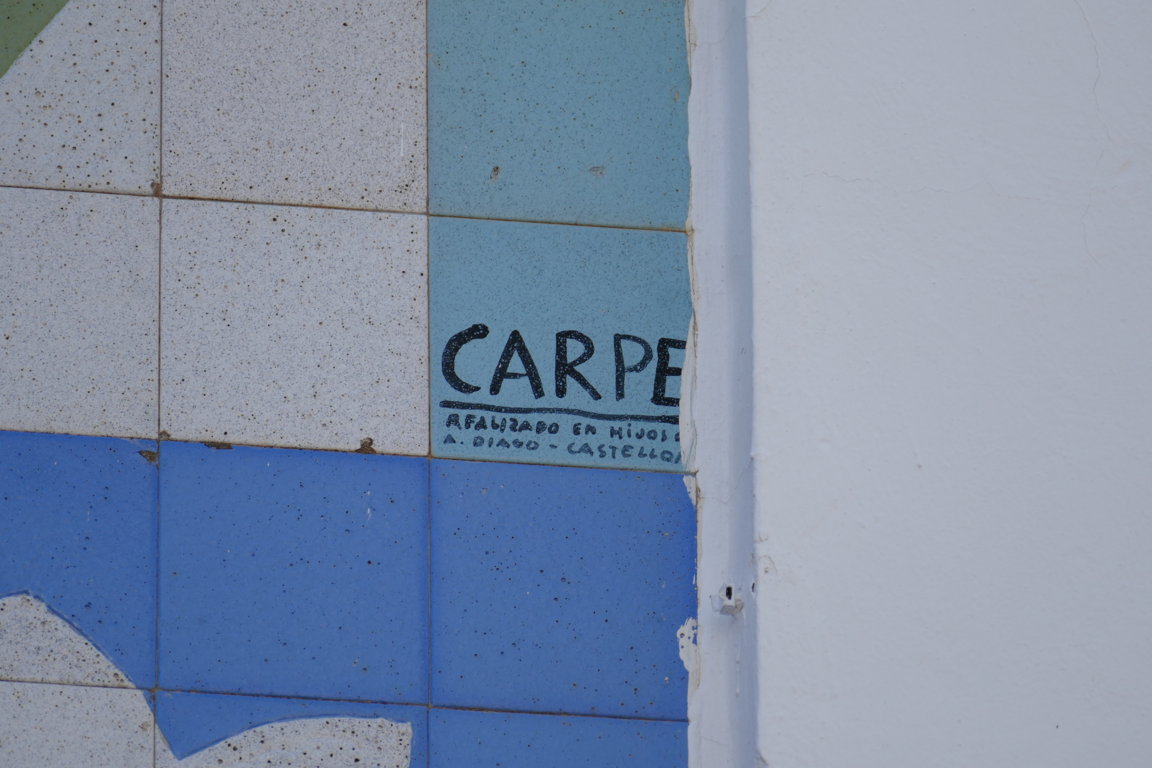 CARPE
REALIZADO EN HIJOS
A. DIAGO - CASTELLO